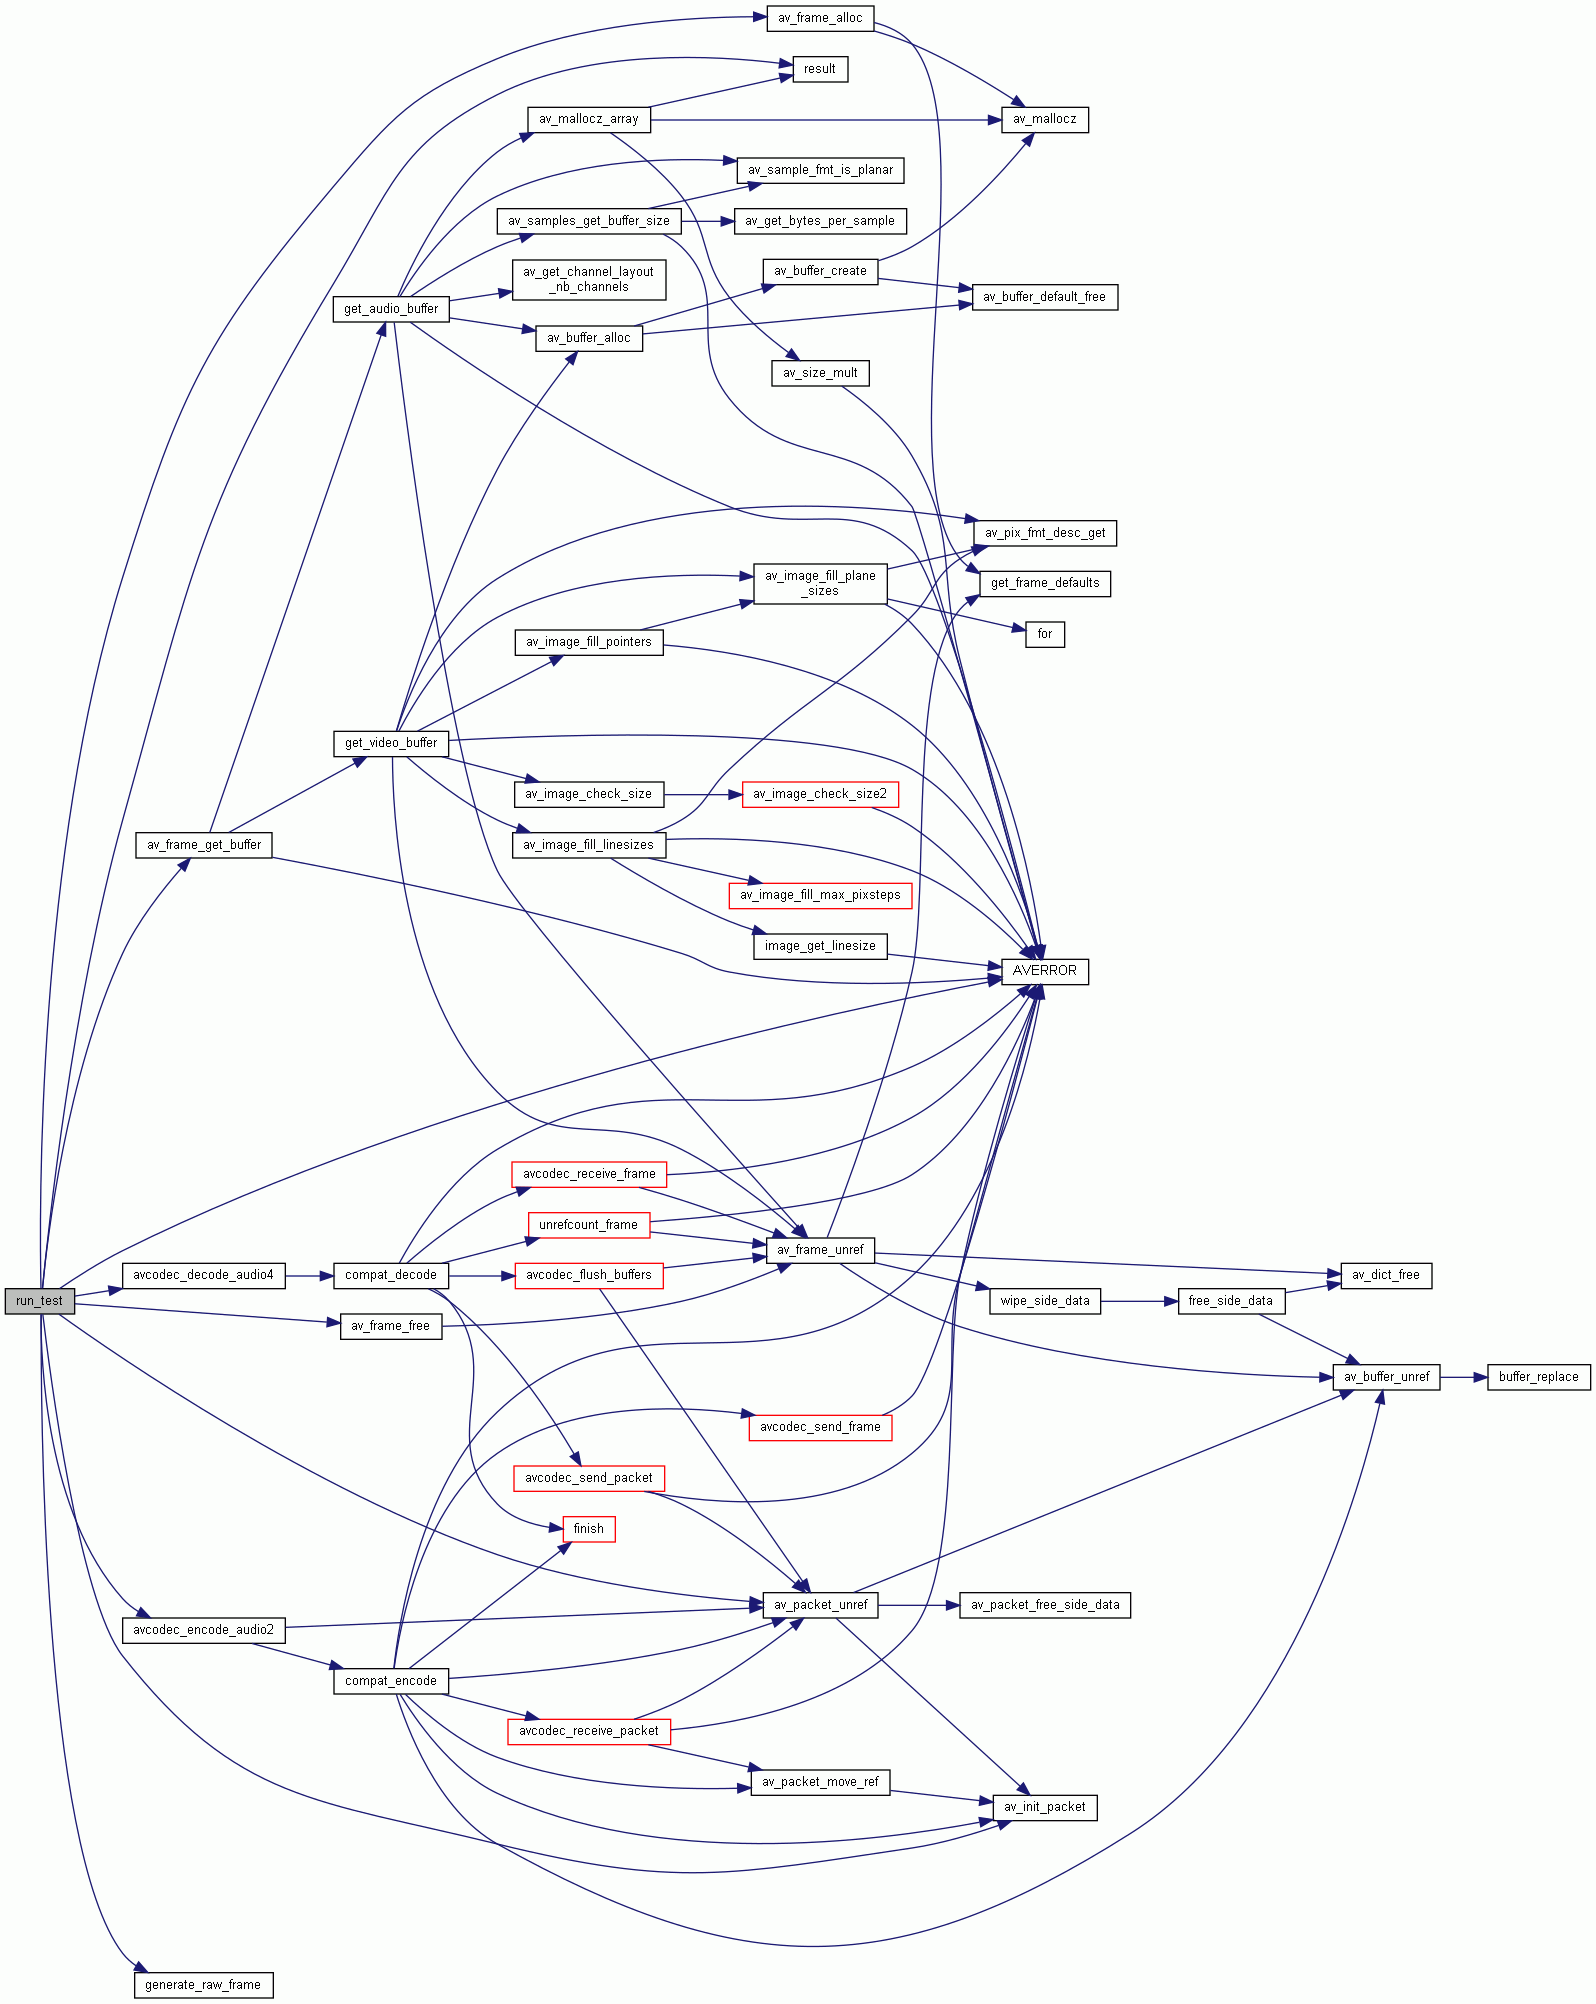 av_frame_alloc
result
av_mallocz_array
av_mallocz
av_sample_fmt_is_planar
av_samples_get_buffer_size
av_get_bytes_per_sample
av_get_channel_layout
_nb_channels
av_buffer_create
get_audio_buffer
av_buffer_default_free
av_buffer_alloc
av_size_mult
av_pix_fmt_desc_get
av_image_fill_plane
_sizes
get_frame_defaults
av_image_fill_pointers
for
get_video_buffer
av_image_check_size
av_image_check_size2
av_frame_get_buffer
av_image_fill_linesizes
av_image_fill_max_pixsteps
image_get_linesize
AVERROR
avcodec_receive_frame
unrefcount_frame
av_frame_unref
avcodec_decode_audio4
compat_decode
avcodec_flush_buffers
av_dict_free
run_test
av_frame_free
wipe_side_data
free_side_data
av_buffer_unref
buffer_replace
avcodec_send_frame
avcodec_send_packet
finish
av_packet_unref
av_packet_free_side_data
avcodec_encode_audio2
compat_encode
avcodec_receive_packet
av_packet_move_ref
av_init_packet
generate_raw_frame